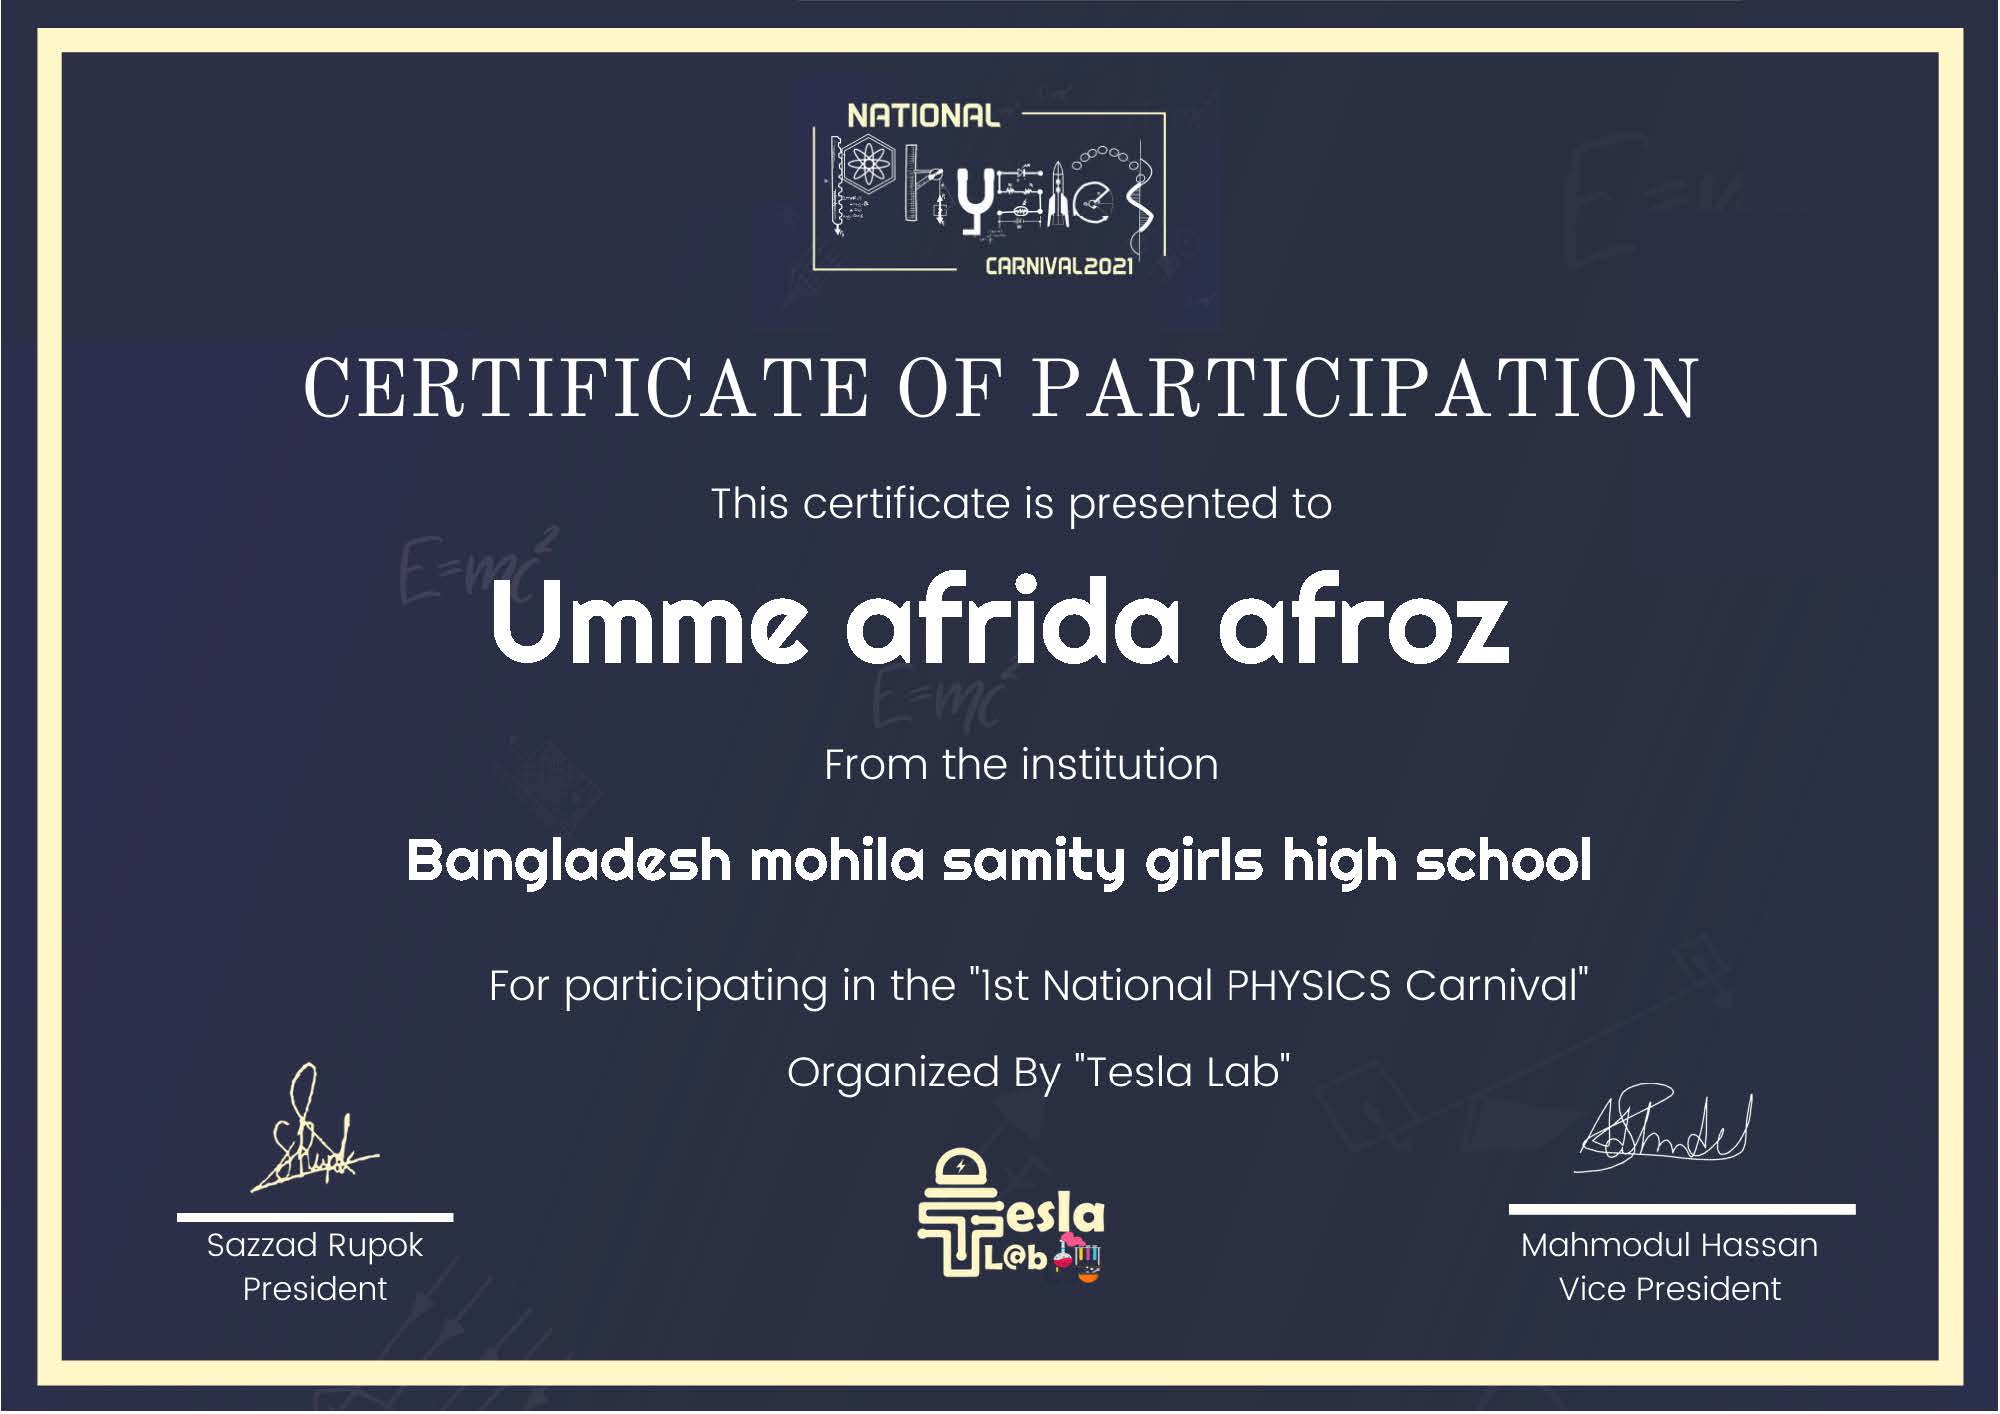 NATIONAL
Physics
CARNIVAL2021
CERTIFICATE OF PARTICIPATION
This certificate is presented to
E=mc²
Umme afrida afroz
E=mc²
From the institution
Bangladesh mohila samity girls high school
For participating in the "1st National PHYSICS Carnival"
Organized By "Tesla Lab"
Tesla
L@b
Sazzad Rupok
President
Mahmodul Hassan
Vice President